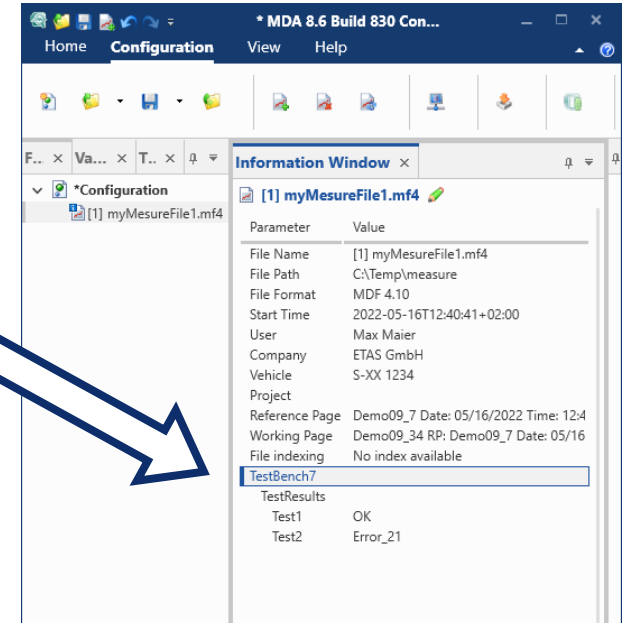 * MDA 8.6 Build 830 Con...
Home Configuration View Help
F... × Va... × T... ×
Information Window ×
*Configuration
[1] myMesureFile1.mf4
[1] myMesureFile1.mf4
Parameter Value
File Name [1] myMesureFile1.mf4
File Path C:\Temp\measure
File Format MDF 4.10
Start Time 2022-05-16T12:40:41+02:00
User Max Maier
Company ETAS GmbH
Vehicle S-XX 1234
Project
Reference Page Demo09_7 Date: 05/16/2022 Time: 12:4
Working Page Demo09_34 RP: Demo09_7 Date: 05/16
File indexing No index available
TestBench7
TestResults
Test1 OK
Test2 Error_21